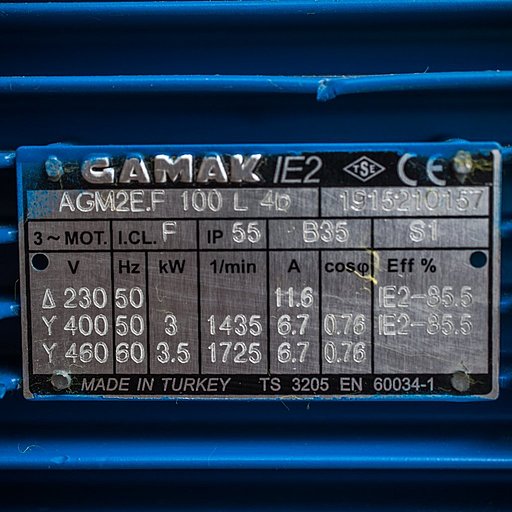 GAMAK IE2 TSE CE
AGM2E.F 100 L 4b 1915210157
3~MOT. I.CL. F IP 55 B35 S1
V Hz kW 1/min A cosφ Eff %
Δ 230 50 11.6 IE2-85.5
Y 400 50 3 1435 6.7 0.76 IE2-85.5
Y 460 60 3.5 1725 6.7 0.76
MADE IN TURKEY TS 3205 EN 60034-1